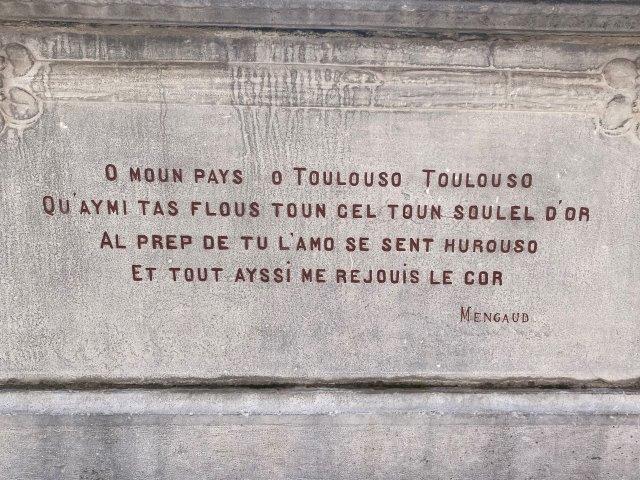 O MOUN PAYS O TOULOUSO TOULOUSO
QU'AYMI TAS FLOUS TOUN CEL TOUN SOULEL D'OR
AL PREP DE TU L'AMO SE SENT HUROUSO
ET TOUT AYSSi ME REJOUiS LE COR
MENGAUD